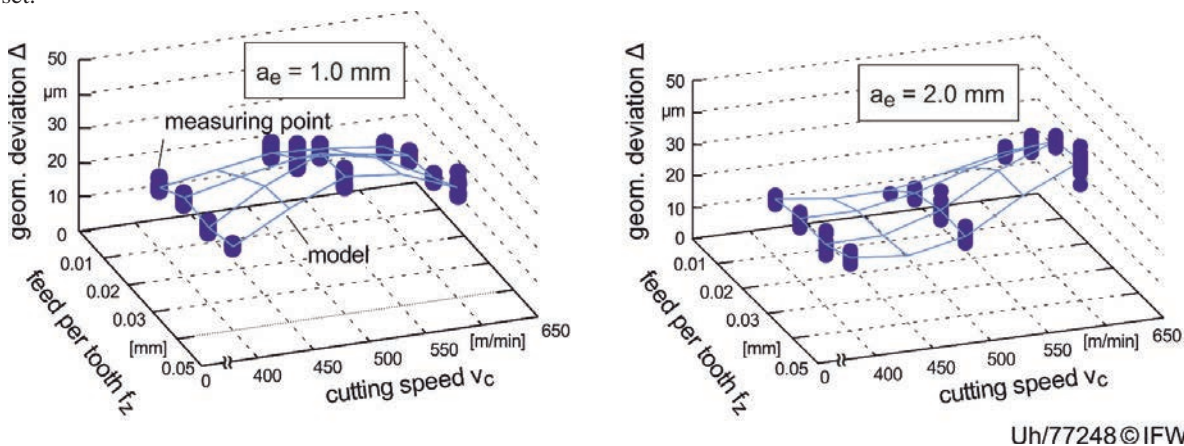 set.
geom. deviation Δ
50
µm
30
20
10
0
a_e = 1.0 mm
measuring point
model
feed per tooth f_z
0.01
0.02
0.03
[mm]
0.05
0
400
450
500
550
[m/min]
650
cutting speed v_c
geom. deviation Δ
50
µm
30
20
10
0
a_e = 2.0 mm
feed per tooth f_z
0.01
0.02
0.03
[mm]
0.05
0
400
450
500
550
[m/min]
650
cutting speed v_c
Uh/77248©IFW